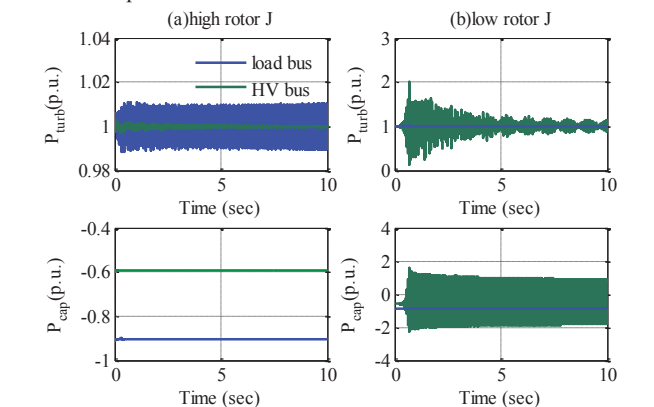 (a)high rotor J
(b)low rotor J
1.04
1.02
1
0.98
P_turb(p.u.)
load bus
HV bus
0 5 10
Time (sec)
3
2
1
0
P_turb(p.u.)
0 5 10
Time (sec)
-0.4
-0.6
-0.8
-1
P_cap(p.u.)
0 5 10
Time (sec)
4
2
0
-2
-4
P_cap(p.u.)
0 5 10
Time (sec)